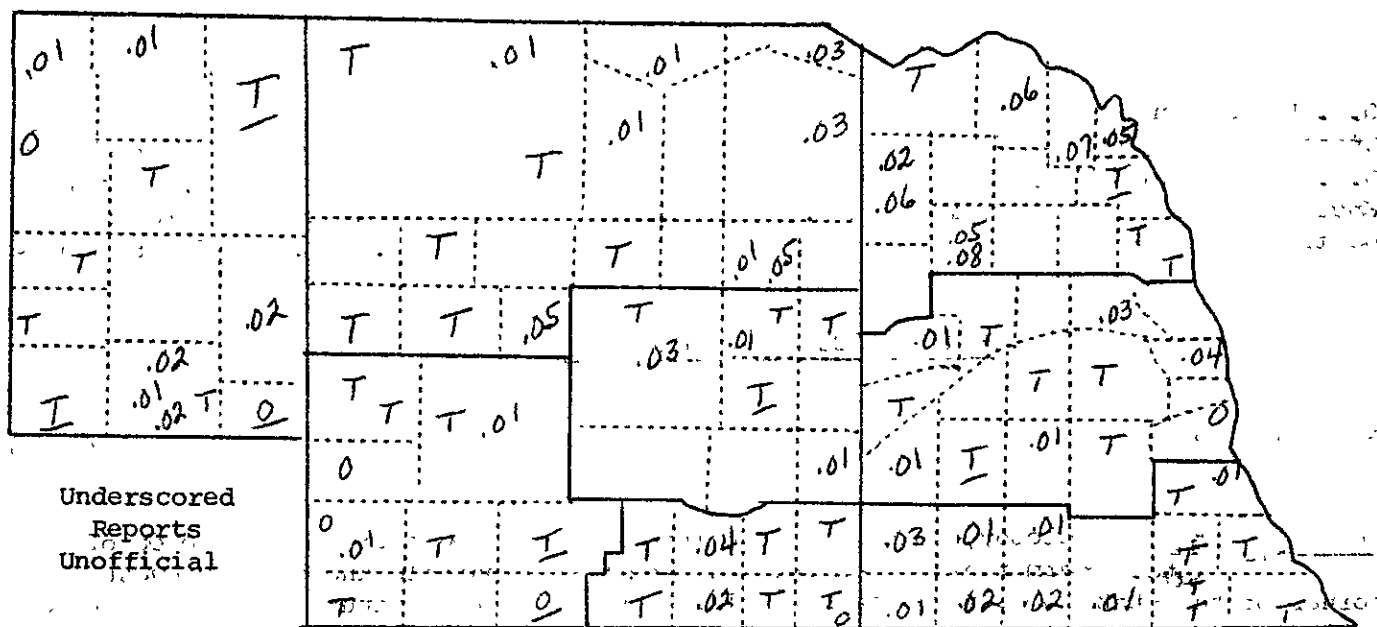 .01 .01 T T .01 .01 .03 T .06 .07 .05
0 T T .01 .03 .02 .06 T
T T T .01 .05 .05 .08 T T
T .02 T T .05 T .03 .01 T T .01 T .03 .04
.02 T T T .01 T T T T 0
T .01 .02 T 0 0 .01 .01 T .01 T T .01
0 .01 T T T .04 T T .03 .01 .01 T T
T 0 T .02 T T 0 .01 .02 .02 .01 T T T
Underscored
Reports
Unofficial